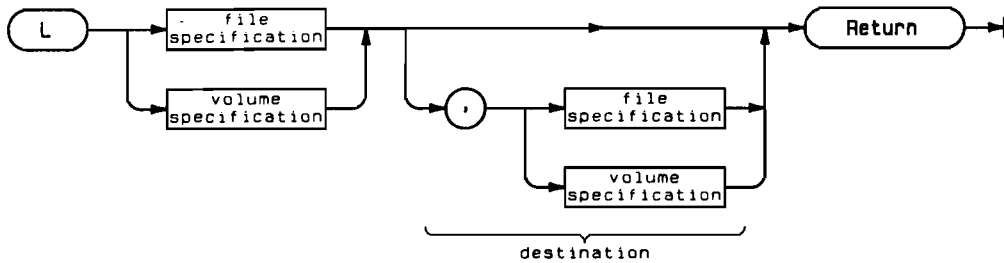 L
file
specification
volume
specification
,
file
specification
volume
specification
destination
Return